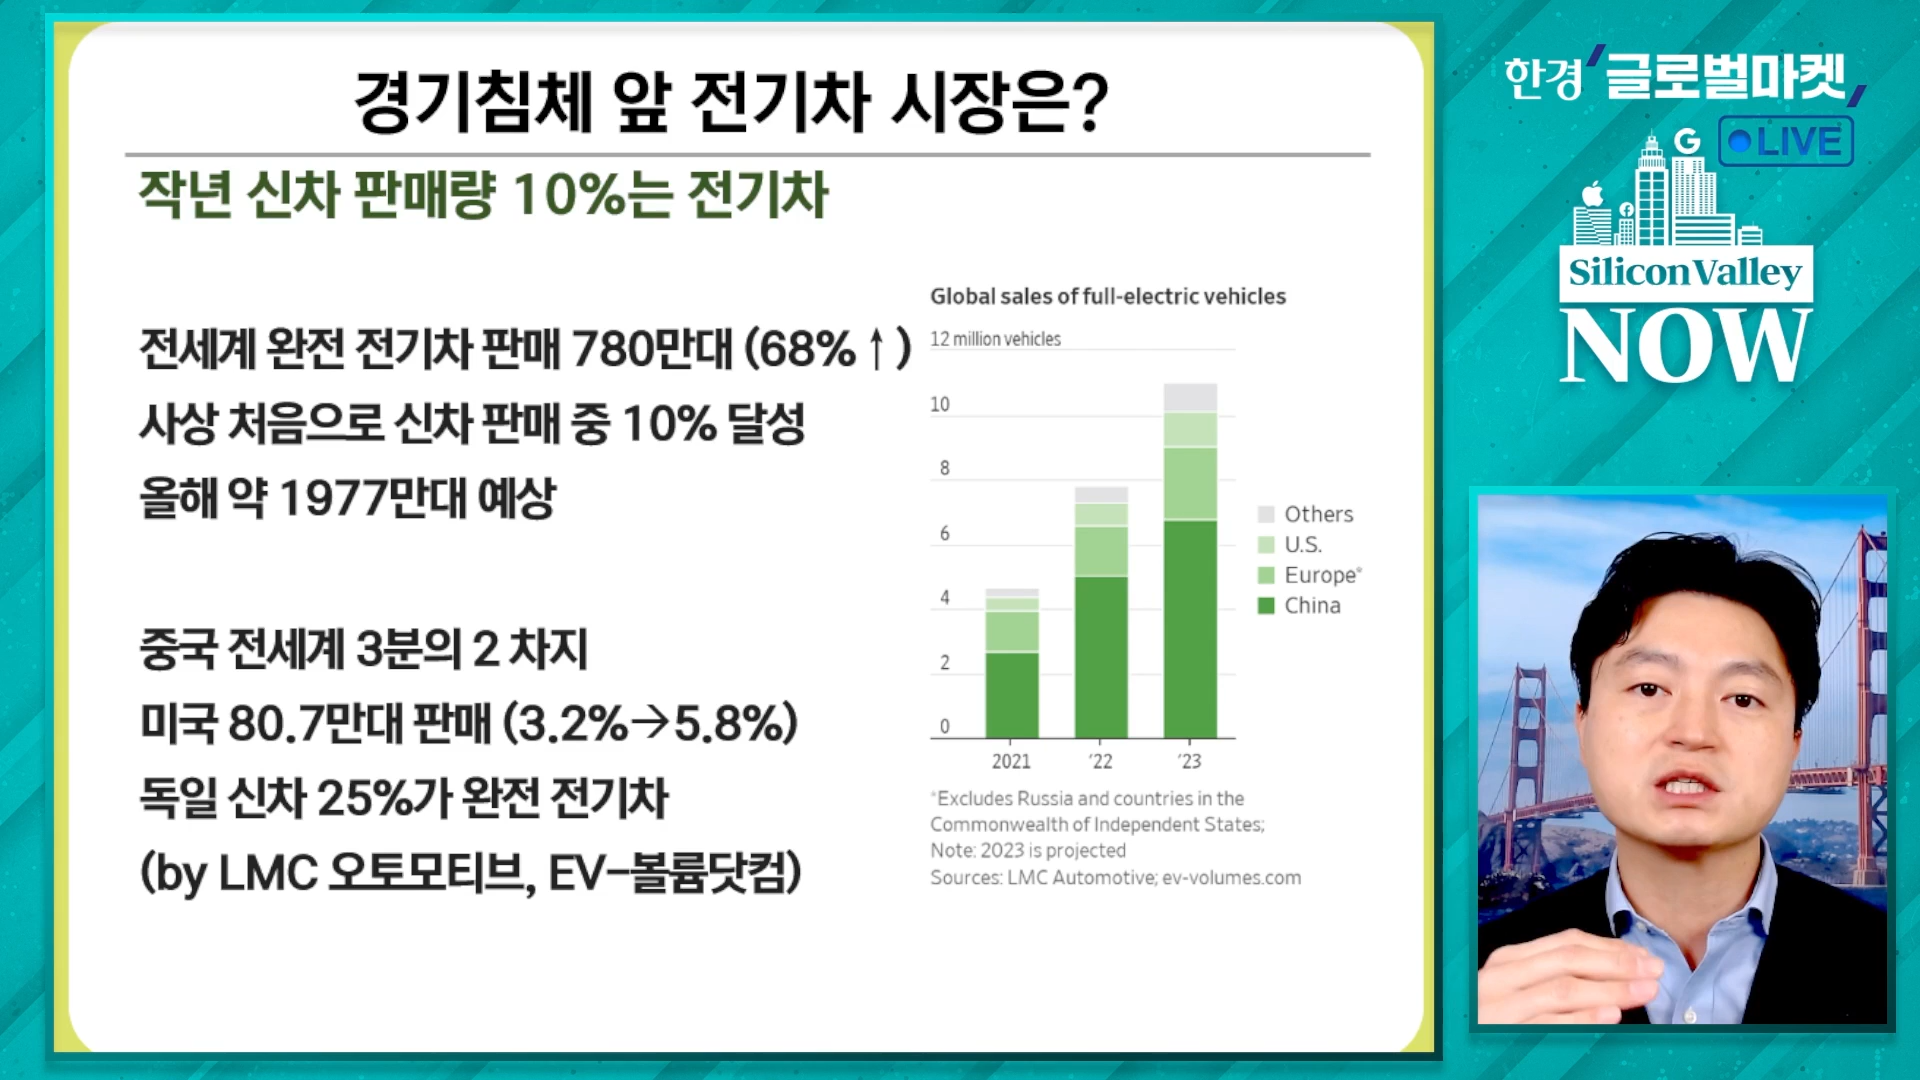 경기침체 앞 전기차 시장은?
작년 신차 판매량 10%는 전기차
전세계 완전 전기차 판매 780만대 (68%↑)
사상 처음으로 신차 판매 중 10% 달성
올해 약 1977만대 예상
중국 전세계 3분의 2 차지
미국 80.7만대 판매 (3.2%→5.8%)
독일 신차 25%가 완전 전기차
(by LMC 오토모티브, EV-볼륨닷컴)
Global sales of full-electric vehicles
12 million vehicles
10
8
6
4
2
0
2021 '22 '23
Others
U.S.
Europe*
China
*Excludes Russia and countries in the
Commonwealth of Independent States;
Note: 2023 is projected
Sources: LMC Automotive; ev-volumes.com
한경 글로벌마켓
LIVE
G
Silicon Valley
NOW